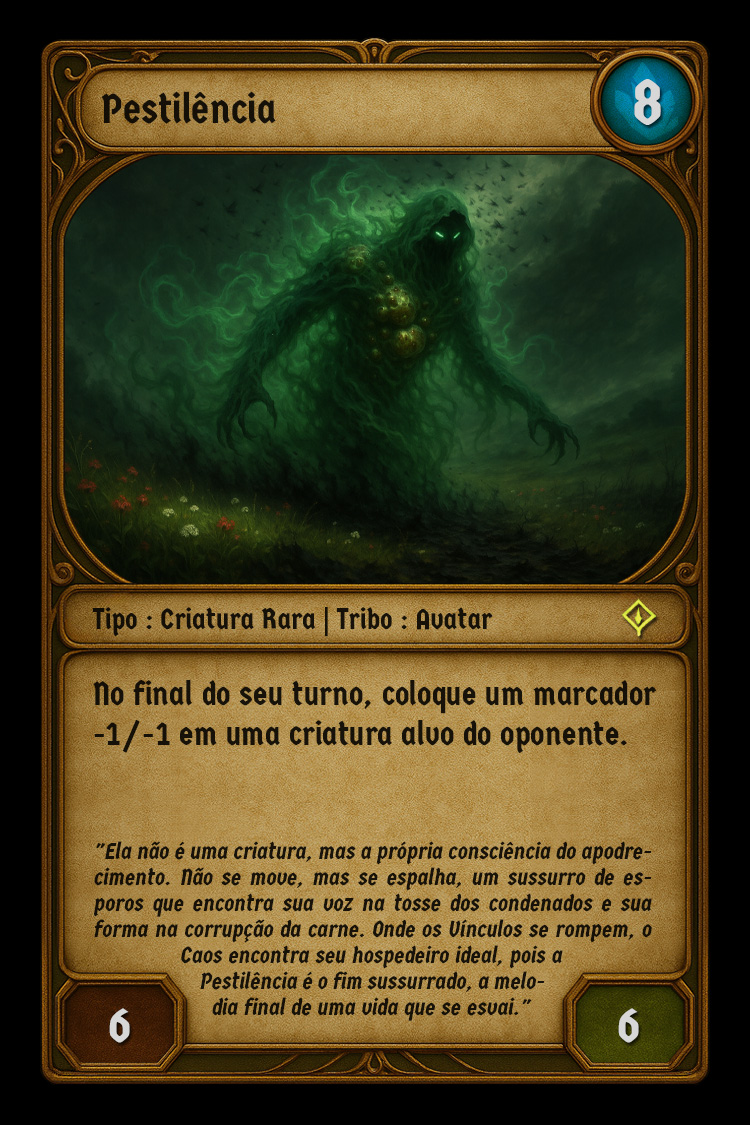 Pestilência
8
Tipo : Criatura Rara | Tribo : Avatar
No final do seu turno, coloque um marcador
-1/-1 em uma criatura alvo do oponente.
"Ela não é uma criatura, mas a própria consciência do apodre-
cimento. Não se move, mas se espalha, um sussurro de es-
poros que encontra sua voz na tosse dos condenados e sua
forma na corrupção da carne. Onde os Vínculos se rompem, o
Caos encontra seu hospedeiro ideal, pois a
Pestilência é o fim sussurrado, a melo-
dia final de uma vida que se esvai."
6
6